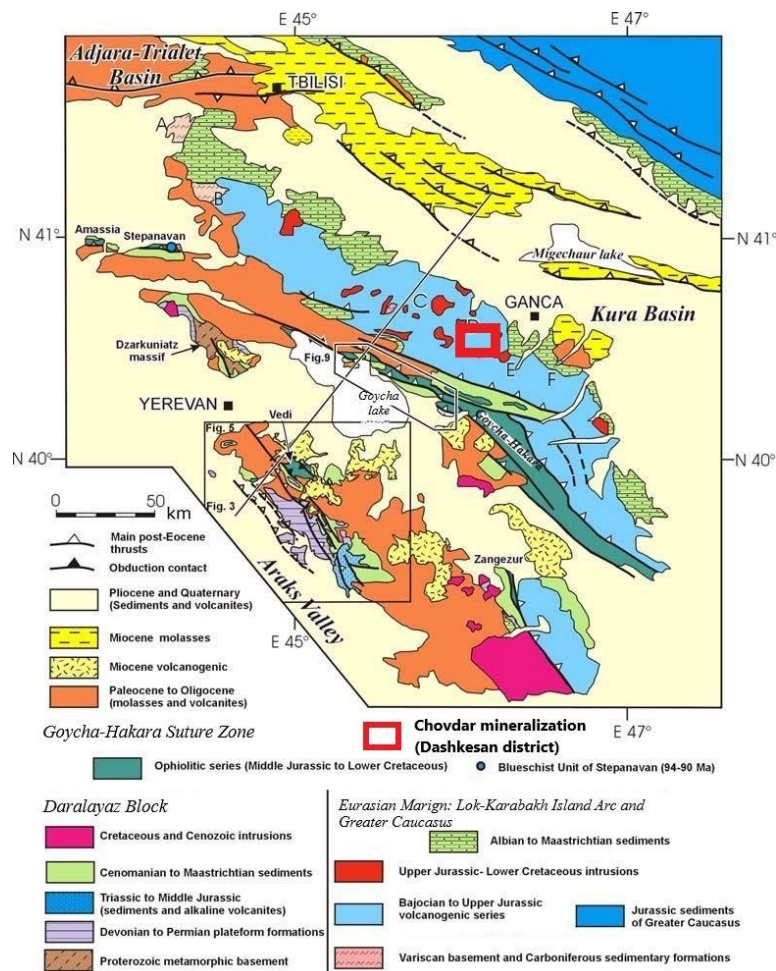 E 45°
E 47°
Adjara-Trialet
Basin
TBILISI
A
B
N 41°
N 41°
Amassia
Stepanavan
Migechaur lake
C
GANCA
Kura Basin
D
E
F
Dzarkuniatz
massif
Fig.9
Goycha
lake
Goycha-Hakara
YEREVAN
Vedi
Fig. 5
N 40°
N 40°
0 50
km
Fig. 3
Zangezur
Main post-Eocene
thrusts
Obduction contact
Araks Valley
Pliocene and Quaternary
(Sediments and volcanites)
E 45°
Miocene molasses
Miocene volcanogenic
Paleocene to Oligocene
(molasses and volcanites)
E 47°
Goycha-Hakara Suture Zone
Chovdar mineralization
(Dashkesan district)
Ophiolitic series (Middle Jurassic to Lower Cretaceous)
Blueschist Unit of Stepanavan (94-90 Ma)
Daralayaz Block
Cretaceous and Cenozoic intrusions
Cenomanian to Maastrichtian sediments
Triassic to Middle Jurassic
(sediments and alkaline volcanites)
Devonian to Permian plateform formations
Proterozoic metamorphic basement
Eurasian Marign: Lok-Karabakh Island Arc and
Greater Caucasus
Albian to Maastrichtian sediments
Upper Jurassic- Lower Cretaceous intrusions
Bajocian to Upper Jurassic
volcanogenic series
Jurassic sediments
of Greater Caucasus
Variscan basement and Carboniferous sedimentary formations